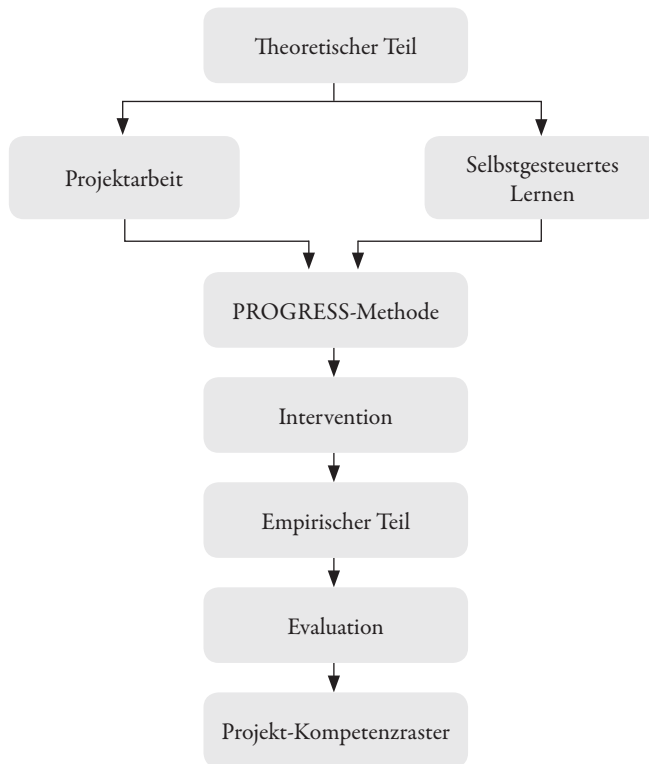 Theoretischer Teil
Projektarbeit
Selbstgesteuertes
Lernen
PROGRESS-Methode
Intervention
Empirischer Teil
Evaluation
Projekt-Kompetenzraster